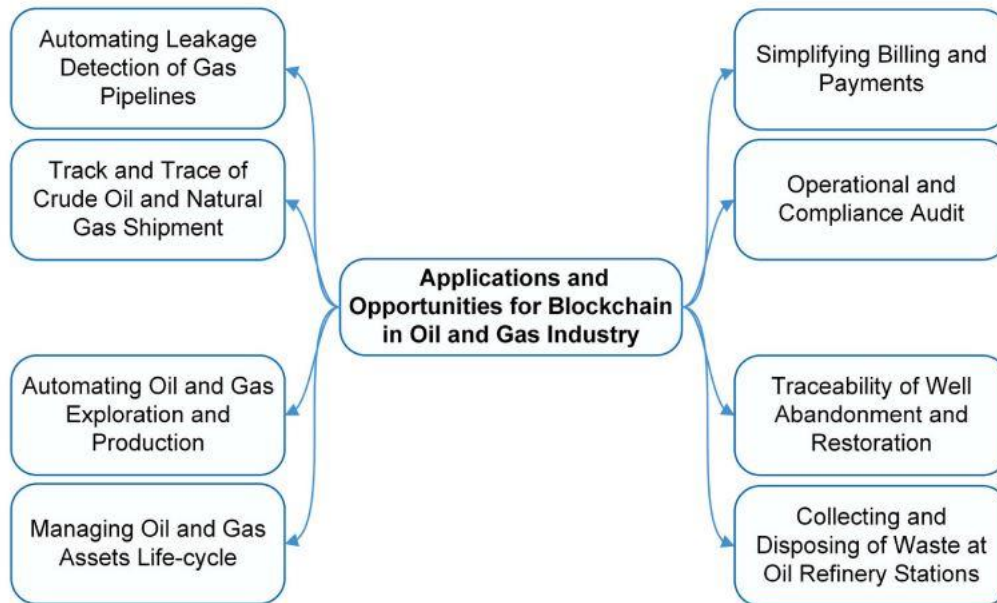 Automating Leakage
Detection of Gas
Pipelines
Track and Trace of
Crude Oil and Natural
Gas Shipment
Automating Oil and Gas
Exploration and
Production
Managing Oil and Gas
Assets Life-cycle
Applications and
Opportunities for Blockchain
in Oil and Gas Industry
Simplifying Billing and
Payments
Operational and
Compliance Audit
Traceability of Well
Abandonment and
Restoration
Collecting and
Disposing of Waste at
Oil Refinery Stations